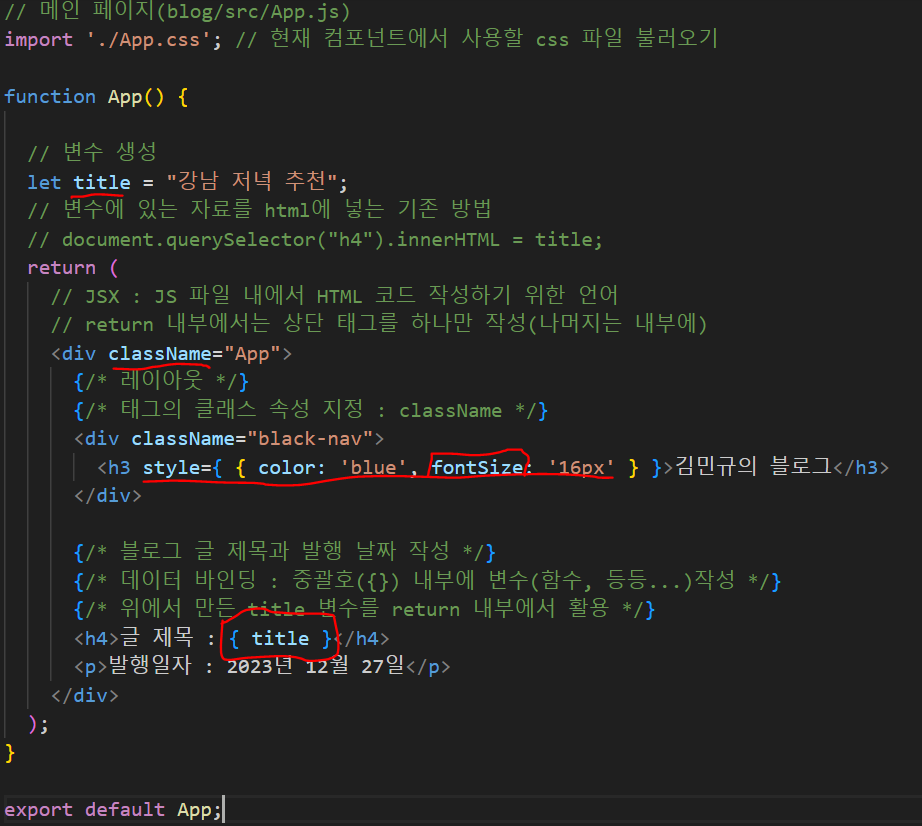 // 메인 페이지(blog/src/App.js)
import './App.css'; // 현재 컴포넌트에서 사용할 css 파일 불러오기
function App() {
// 변수 생성
let title = "강남 저녁 추천";
// 변수에 있는 자료를 html에 넣는 기존 방법
// document.querySelector("h4").innerHTML = title;
return (
// JSX : JS 파일 내에서 HTML 코드 작성하기 위한 언어
// return 내부에서는 상단 태그를 하나만 작성(나머지는 내부에)
<div className="App">
{/* 레이아웃 */}
{/* 태그의 클래스 속성 지정 : className */}
<div className="black-nav">
<h3 style={ { color: 'blue', fontSize: '16px' } }>김민규의 블로그</h3>
</div>
{/* 블로그 글 제목과 발행 날짜 작성 */}
{/* 데이터 바인딩 : 중괄호({}) 내부에 변수(함수, 등등...)작성 */}
{/* 위에서 만든 title 변수를 return 내부에서 활용 */}
<h4>글 제목 : { title }</h4>
<p>발행일자 : 2023년 12월 27일</p>
</div>
);
}
export default App;